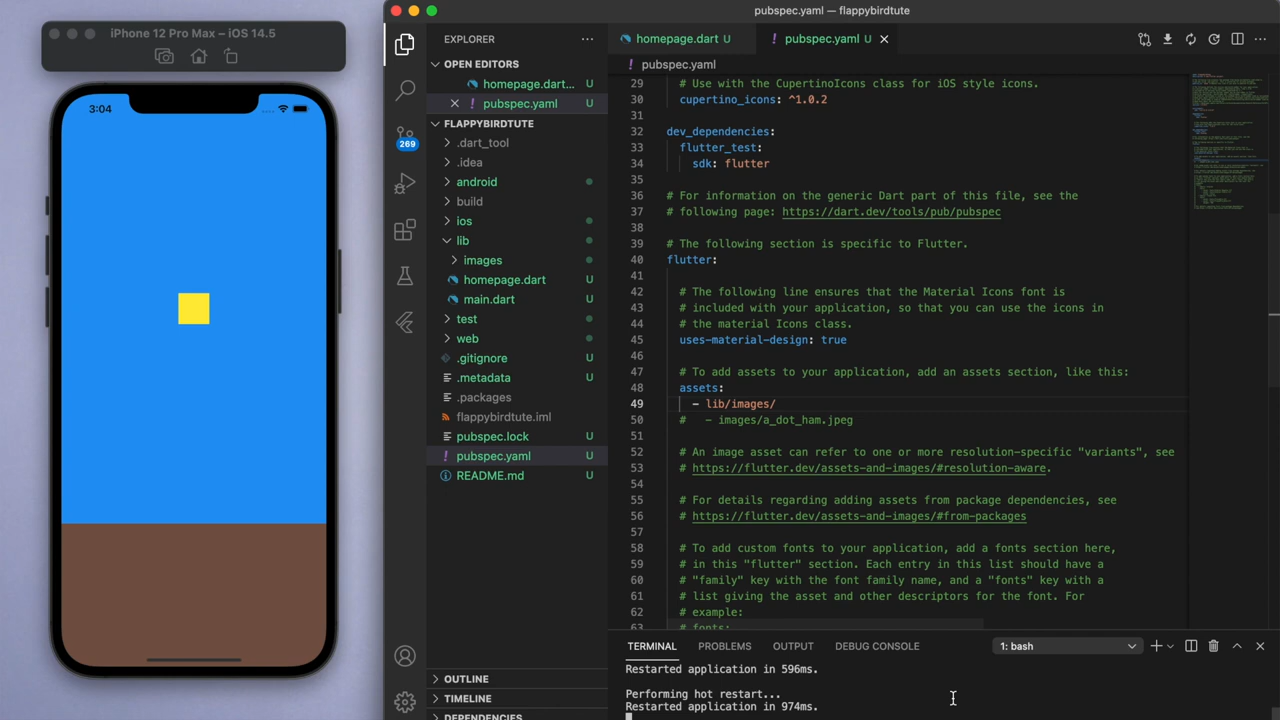 iPhone 12 Pro Max – iOS 14.5
3:04
pubspec.yaml — flappybirdtute
EXPLORER
OPEN EDITORS
homepage.dart... U
pubspec.yaml U
FLAPPYBIRDTUTE
.dart_tool
.idea
android
build
ios
lib
images
homepage.dart U
main.dart U
test
web
.gitignore U
.metadata U
.packages
flappybirdtute.iml
pubspec.lock U
pubspec.yaml U
README.md U
OUTLINE
TIMELINE
DEPENDENCIES
269
homepage.dart U
pubspec.yaml U
pubspec.yaml
29 # Use with the CupertinoIcons class for iOS style icons.
30 cupertino_icons: ^1.0.2
31
32 dev_dependencies:
33 flutter_test:
34 sdk: flutter
35
36 # For information on the generic Dart part of this file, see the
37 # following page: https://dart.dev/tools/pub/pubspec
38
39 # The following section is specific to Flutter.
40 flutter:
41
42 # The following line ensures that the Material Icons font is
43 # included with your application, so that you can use the icons in
44 # the material Icons class.
45 uses-material-design: true
46
47 # To add assets to your application, add an assets section, like this:
48 assets:
49 - lib/images/
50 # - images/a_dot_ham.jpeg
51
52 # An image asset can refer to one or more resolution-specific "variants", see
53 # https://flutter.dev/assets-and-images/#resolution-aware.
54
55 # For details regarding adding assets from package dependencies, see
56 # https://flutter.dev/assets-and-images/#from-packages
57
58 # To add custom fonts to your application, add a fonts section here,
59 # in this "flutter" section. Each entry in this list should have a
60 # "family" key with the font family name, and a "fonts" key with a
61 # list giving the asset and other descriptors for the font. For
62 # example:
63 # fonts:
TERMINAL PROBLEMS OUTPUT DEBUG CONSOLE 1: bash
Restarted application in 596ms.
Performing hot restart...
Restarted application in 974ms.